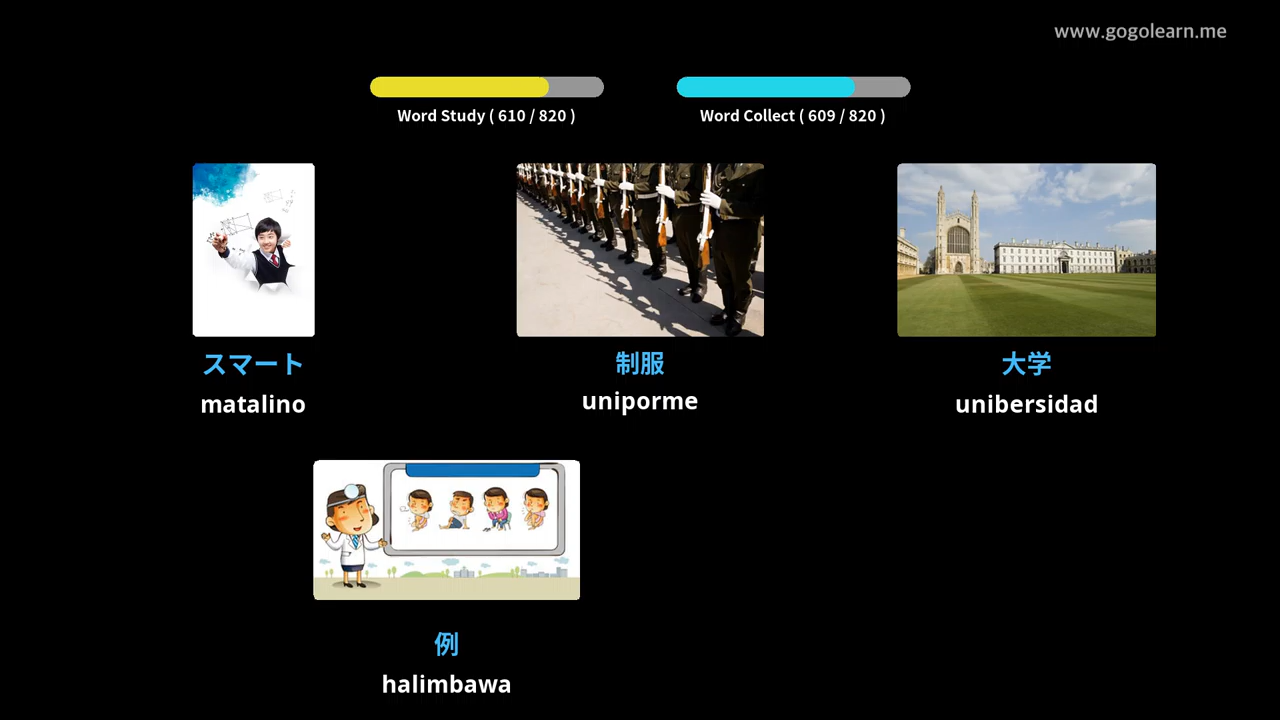 www.gogolearn.me
Word Study ( 610 / 820 )
Word Collect ( 609 / 820 )
スマート
matalino
制服
uniporme
大学
unibersidad
例
halimbawa